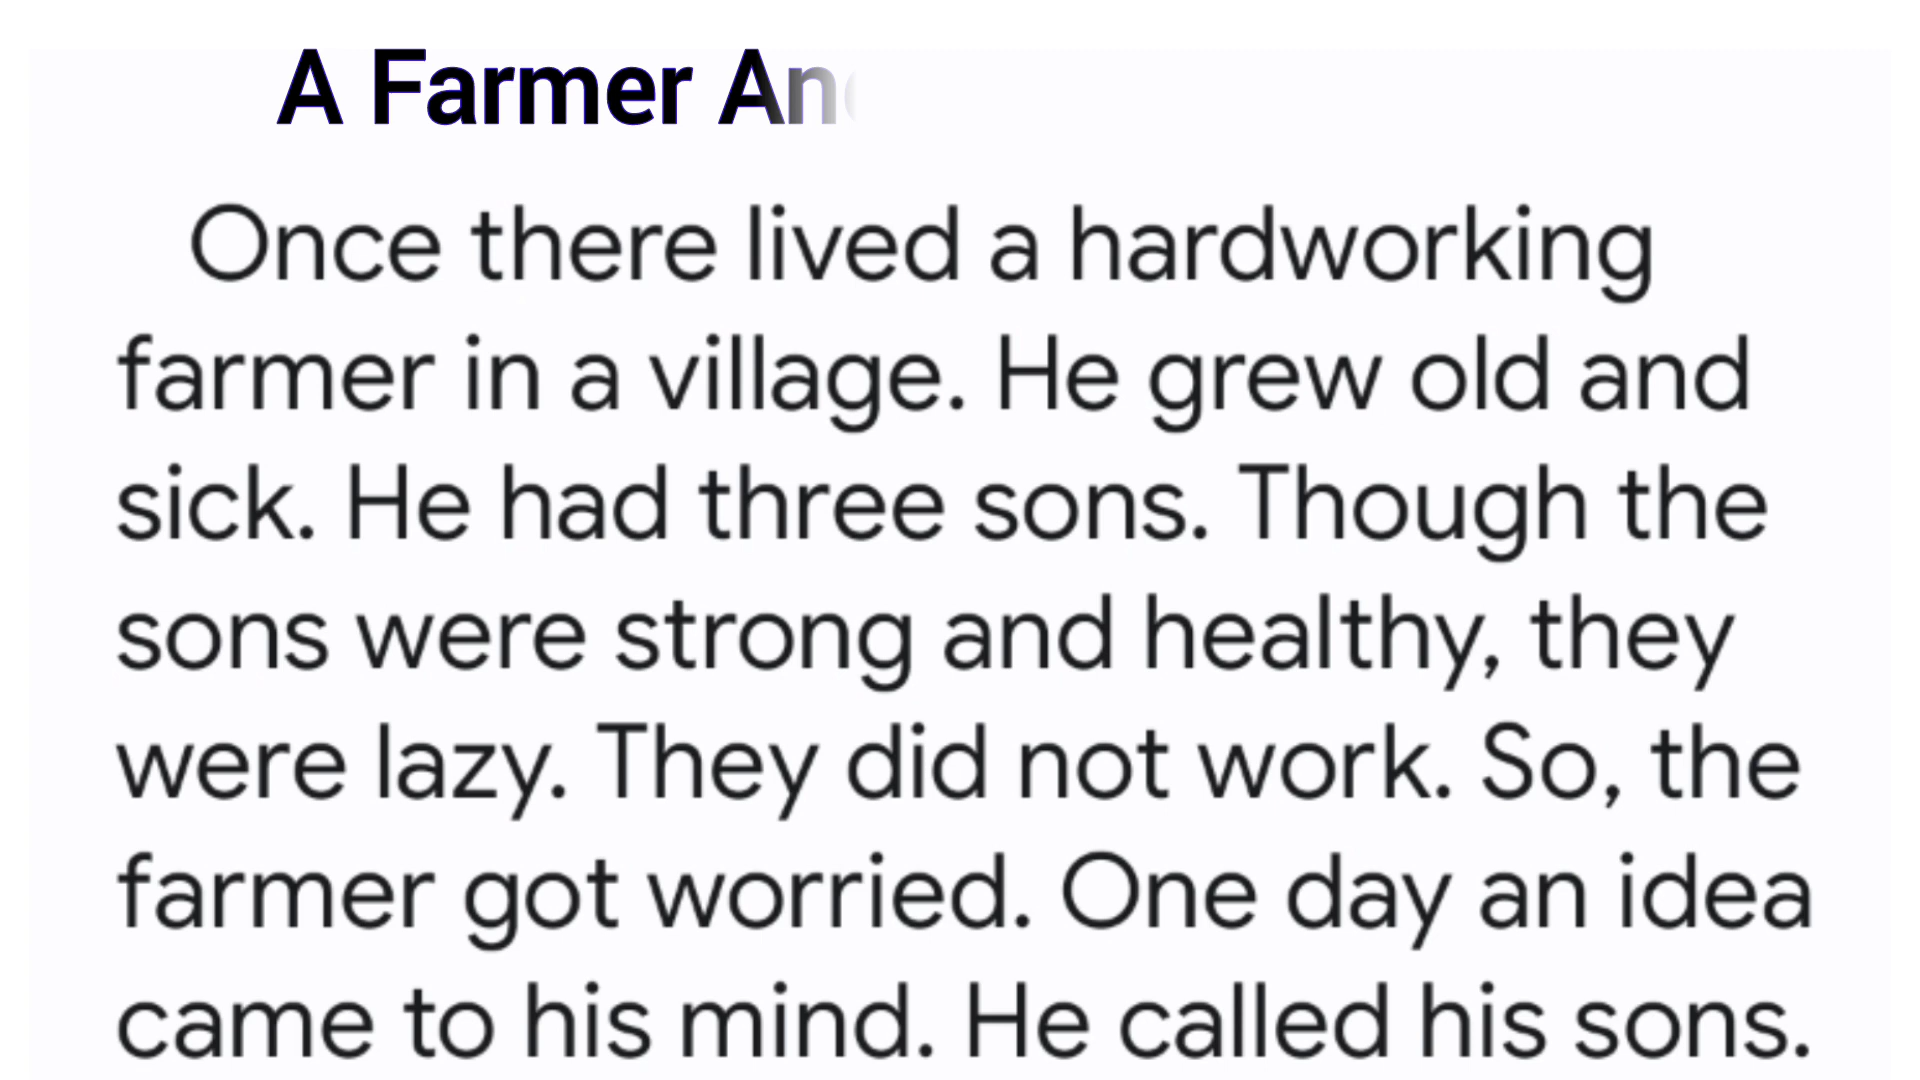 A Farmer An
Once there lived a hardworking
farmer in a village. He grew old and
sick. He had three sons. Though the
sons were strong and healthy, they
were lazy. They did not work. So, the
farmer got worried. One day an idea
came to his mind. He called his sons.